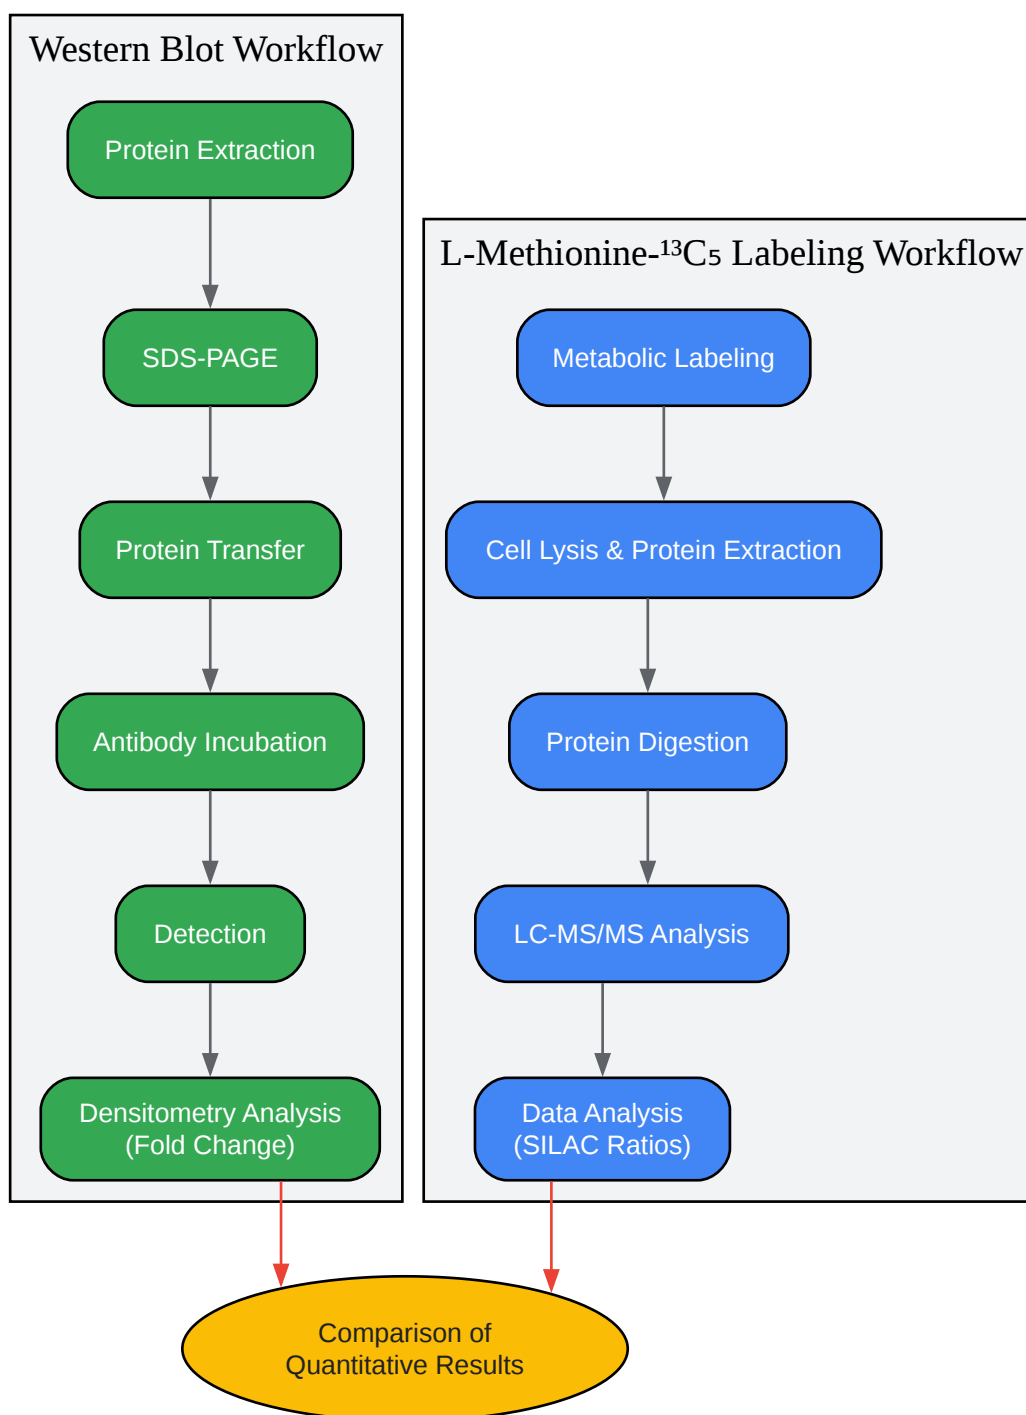 Western Blot Workflow
Protein Extraction
SDS-PAGE
Protein Transfer
Antibody Incubation
Detection
Densitometry Analysis
(Fold Change)
L-Methionine-¹³C₅ Labeling Workflow
Metabolic Labeling
Cell Lysis & Protein Extraction
Protein Digestion
LC-MS/MS Analysis
Data Analysis
(SILAC Ratios)
Comparison of
Quantitative Results